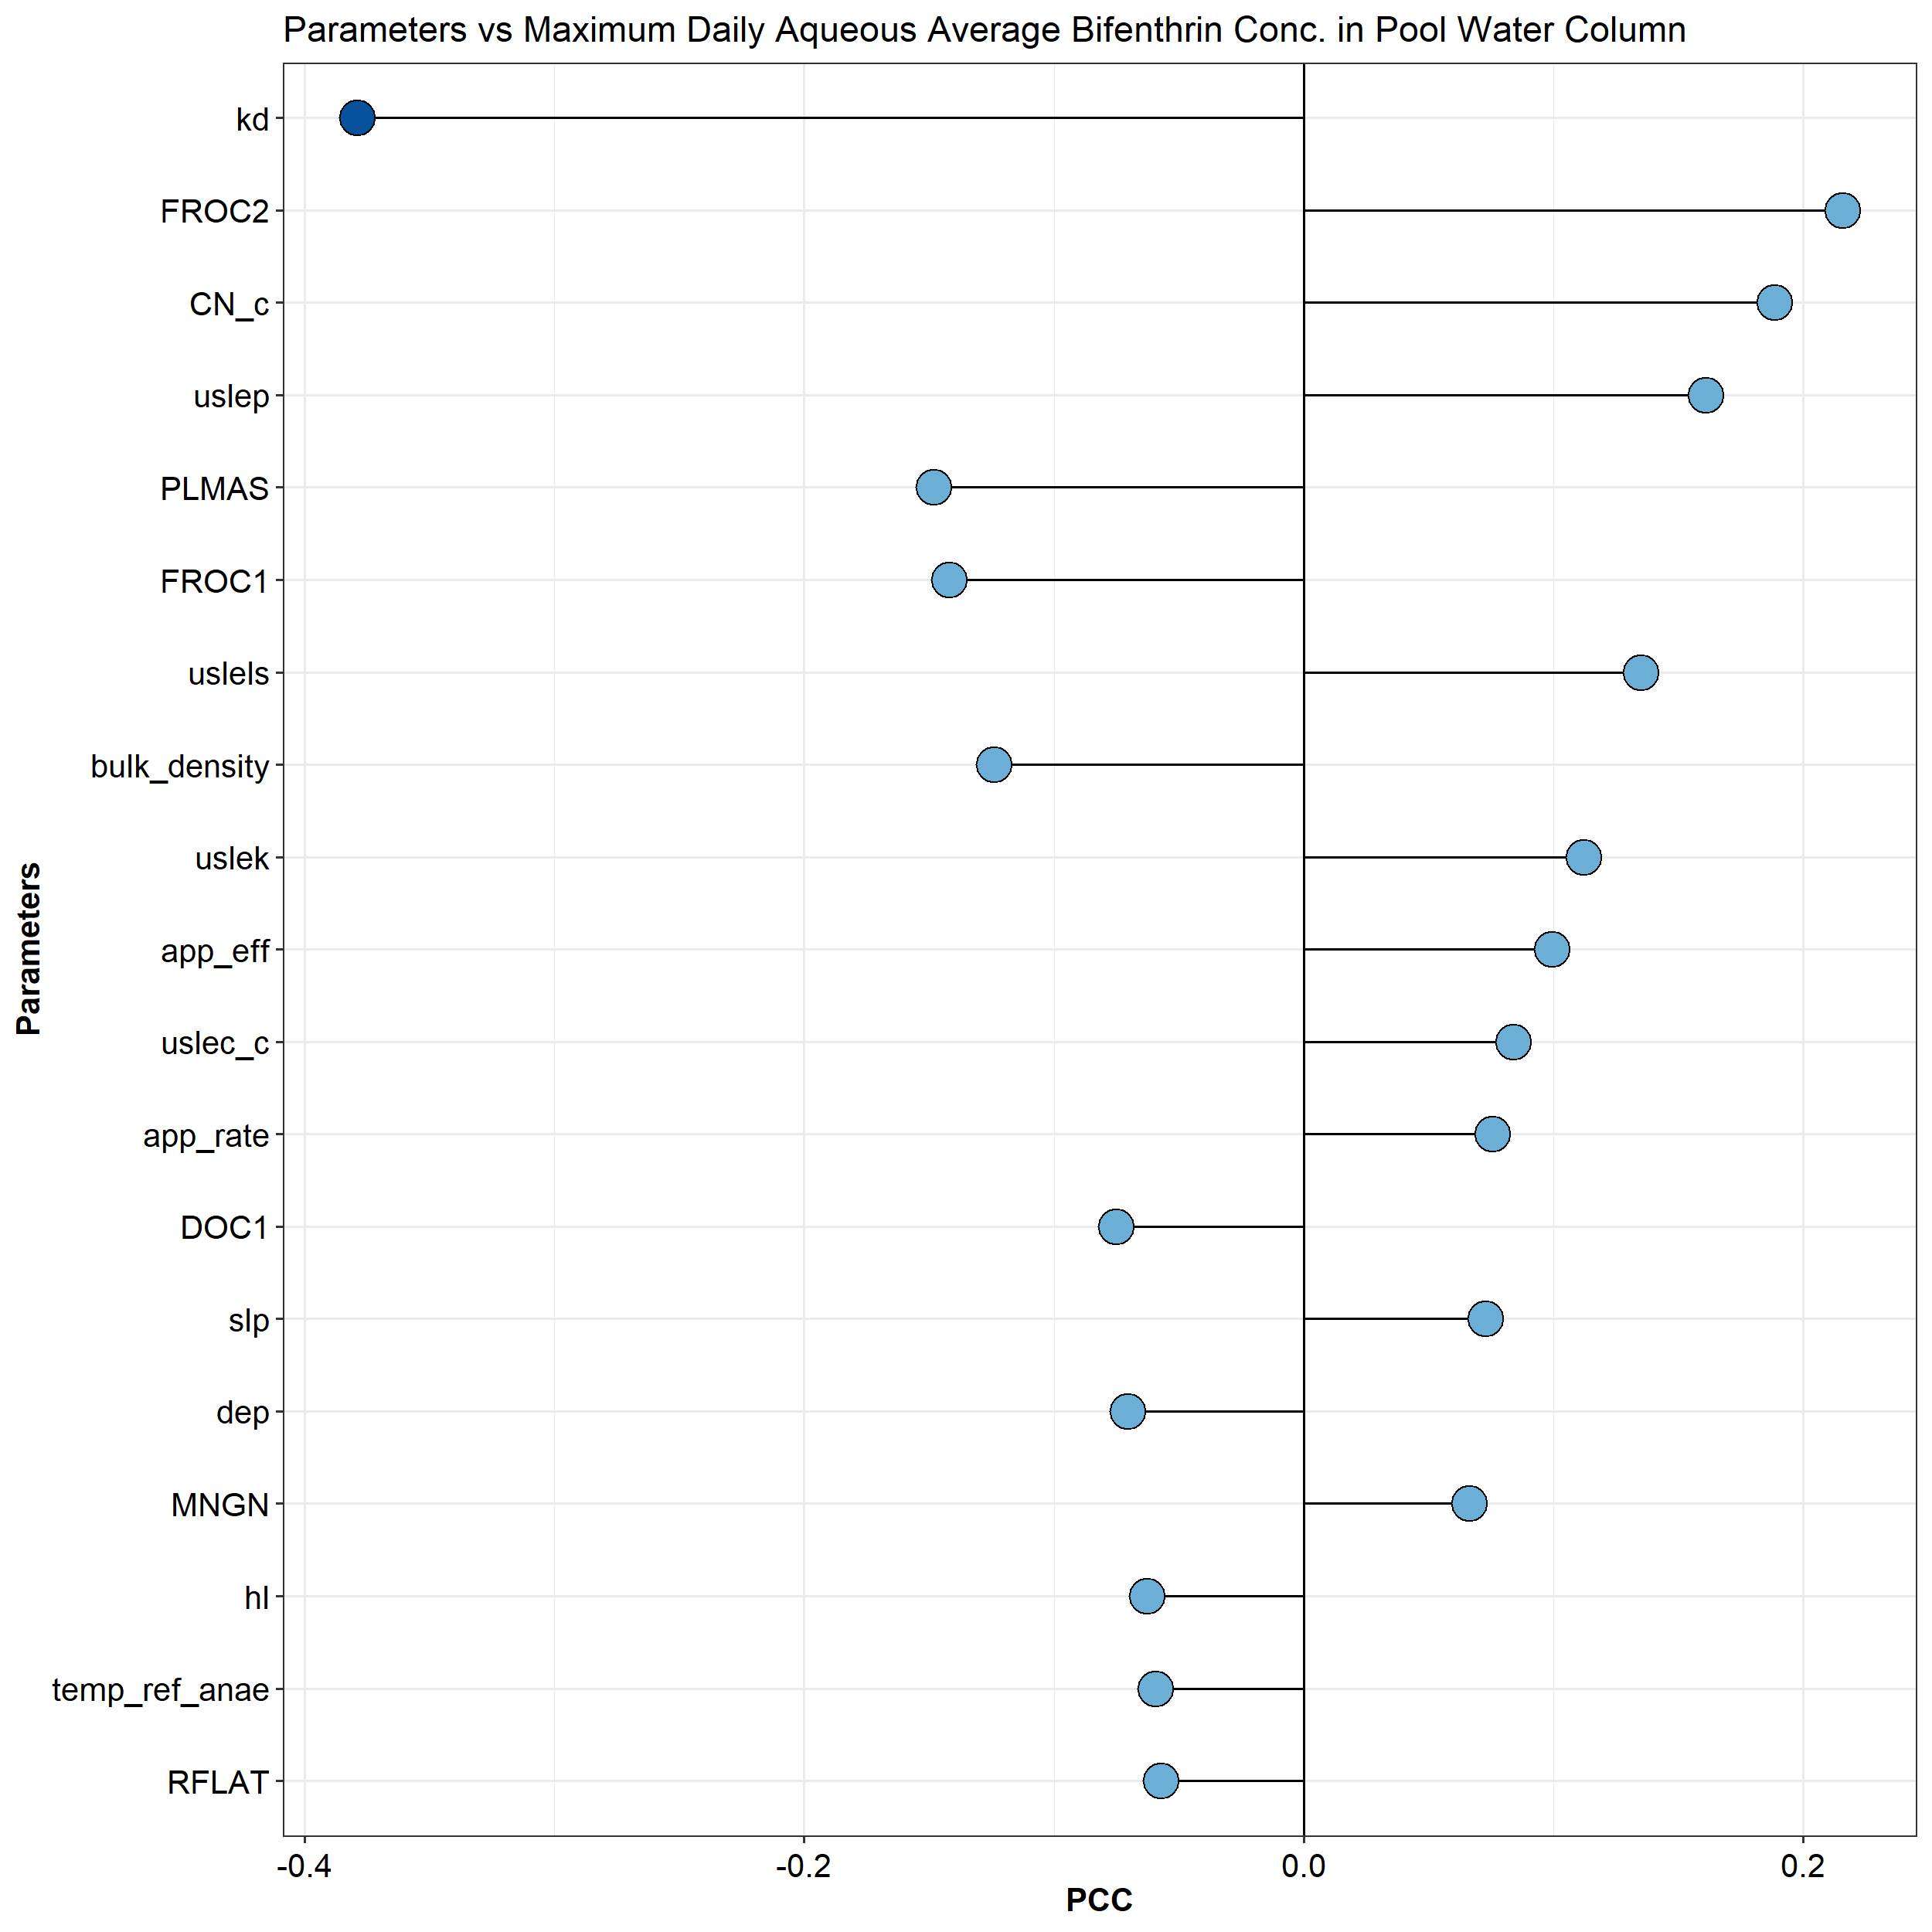 Parameters vs Maximum Daily Aqueous Average Bifenthrin Conc. in Pool Water Column
kd
FROC2
CN_c
uslep
PLMAS
FROC1
uslels
bulk_density
uslek
app_eff
uslec_c
app_rate
DOC1
slp
dep
MNGN
hl
temp_ref_anae
RFLAT
Parameters
-0.4 -0.2 0.0 0.2
PCC